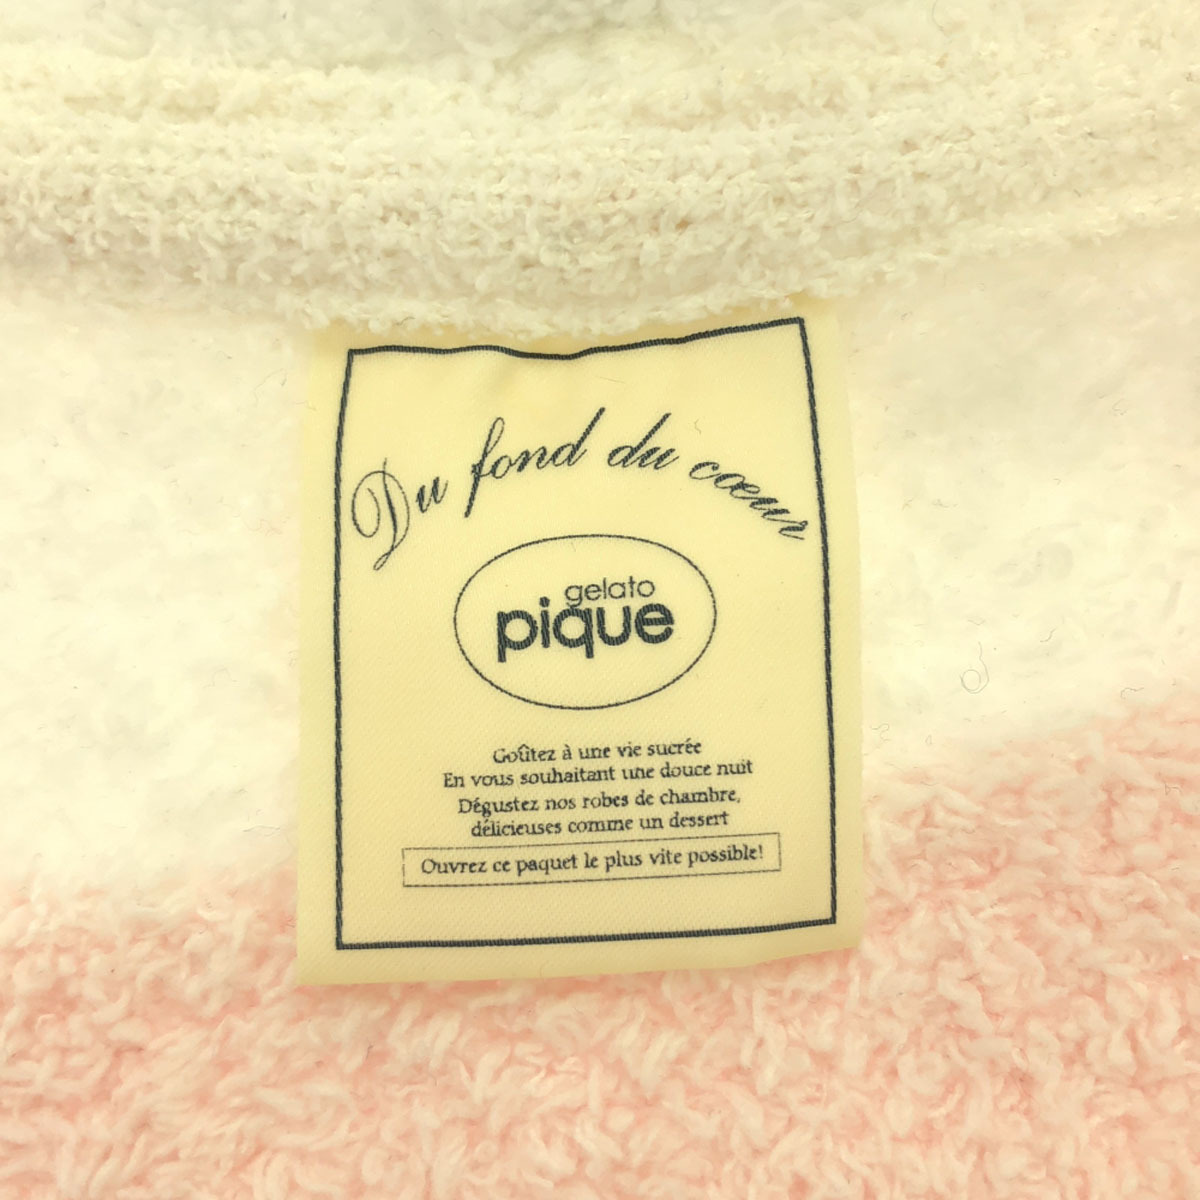 Du fond du cœur
gelato
pique
Goûtez à une vie sucrée
En vous souhaitant une douce nuit
Dégustez nos robes de chambre,
délicieuses comme un dessert
Ouvrez ce paquet le plus vite possible!